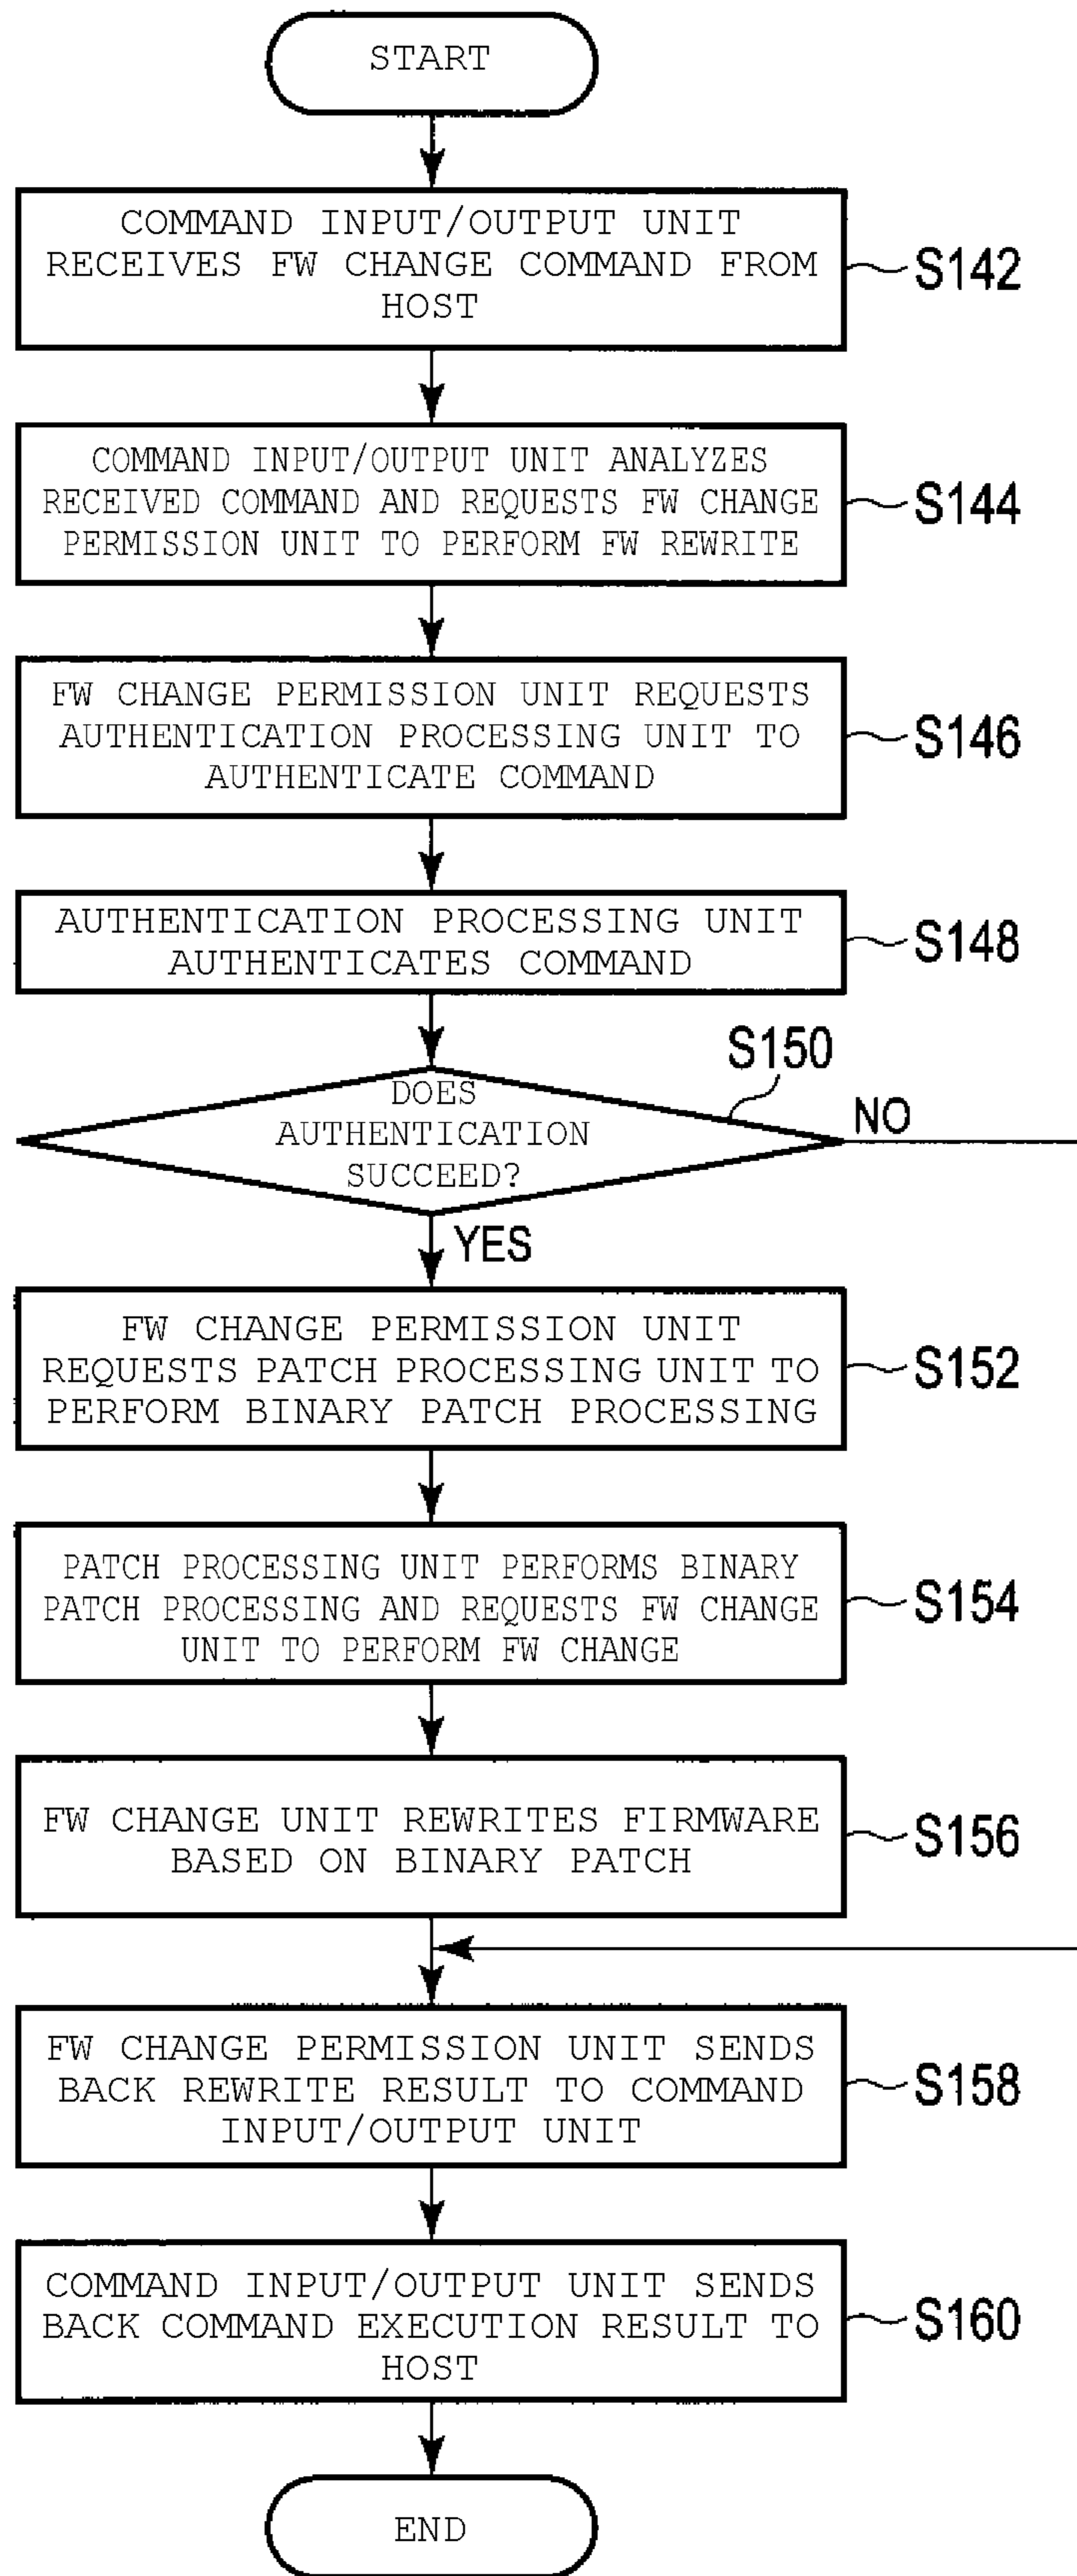 START
COMMAND INPUT/OUTPUT UNIT
RECEIVES FW CHANGE COMMAND FROM
HOST
S142
COMMAND INPUT/OUTPUT UNIT ANALYZES
RECEIVED COMMAND AND REQUESTS FW CHANGE
PERMISSION UNIT TO PERFORM FW REWRITE
S144
FW CHANGE PERMISSION UNIT REQUESTS
AUTHENTICATION PROCESSING UNIT TO
AUTHENTICATE COMMAND
S146
AUTHENTICATION PROCESSING UNIT
AUTHENTICATES COMMAND
S148
S150
DOES
AUTHENTICATION
SUCCEED?
NO
YES
FW CHANGE PERMISSION UNIT
REQUESTS PATCH PROCESSING UNIT TO
PERFORM BINARY PATCH PROCESSING
S152
PATCH PROCESSING UNIT PERFORMS BINARY
PATCH PROCESSING AND REQUESTS FW CHANGE
UNIT TO PERFORM FW CHANGE
S154
FW CHANGE UNIT REWRITES FIRMWARE
BASED ON BINARY PATCH
S156
FW CHANGE PERMISSION UNIT SENDS
BACK REWRITE RESULT TO COMMAND
INPUT/OUTPUT UNIT
S158
COMMAND INPUT/OUTPUT UNIT SENDS
BACK COMMAND EXECUTION RESULT TO
HOST
S160
END